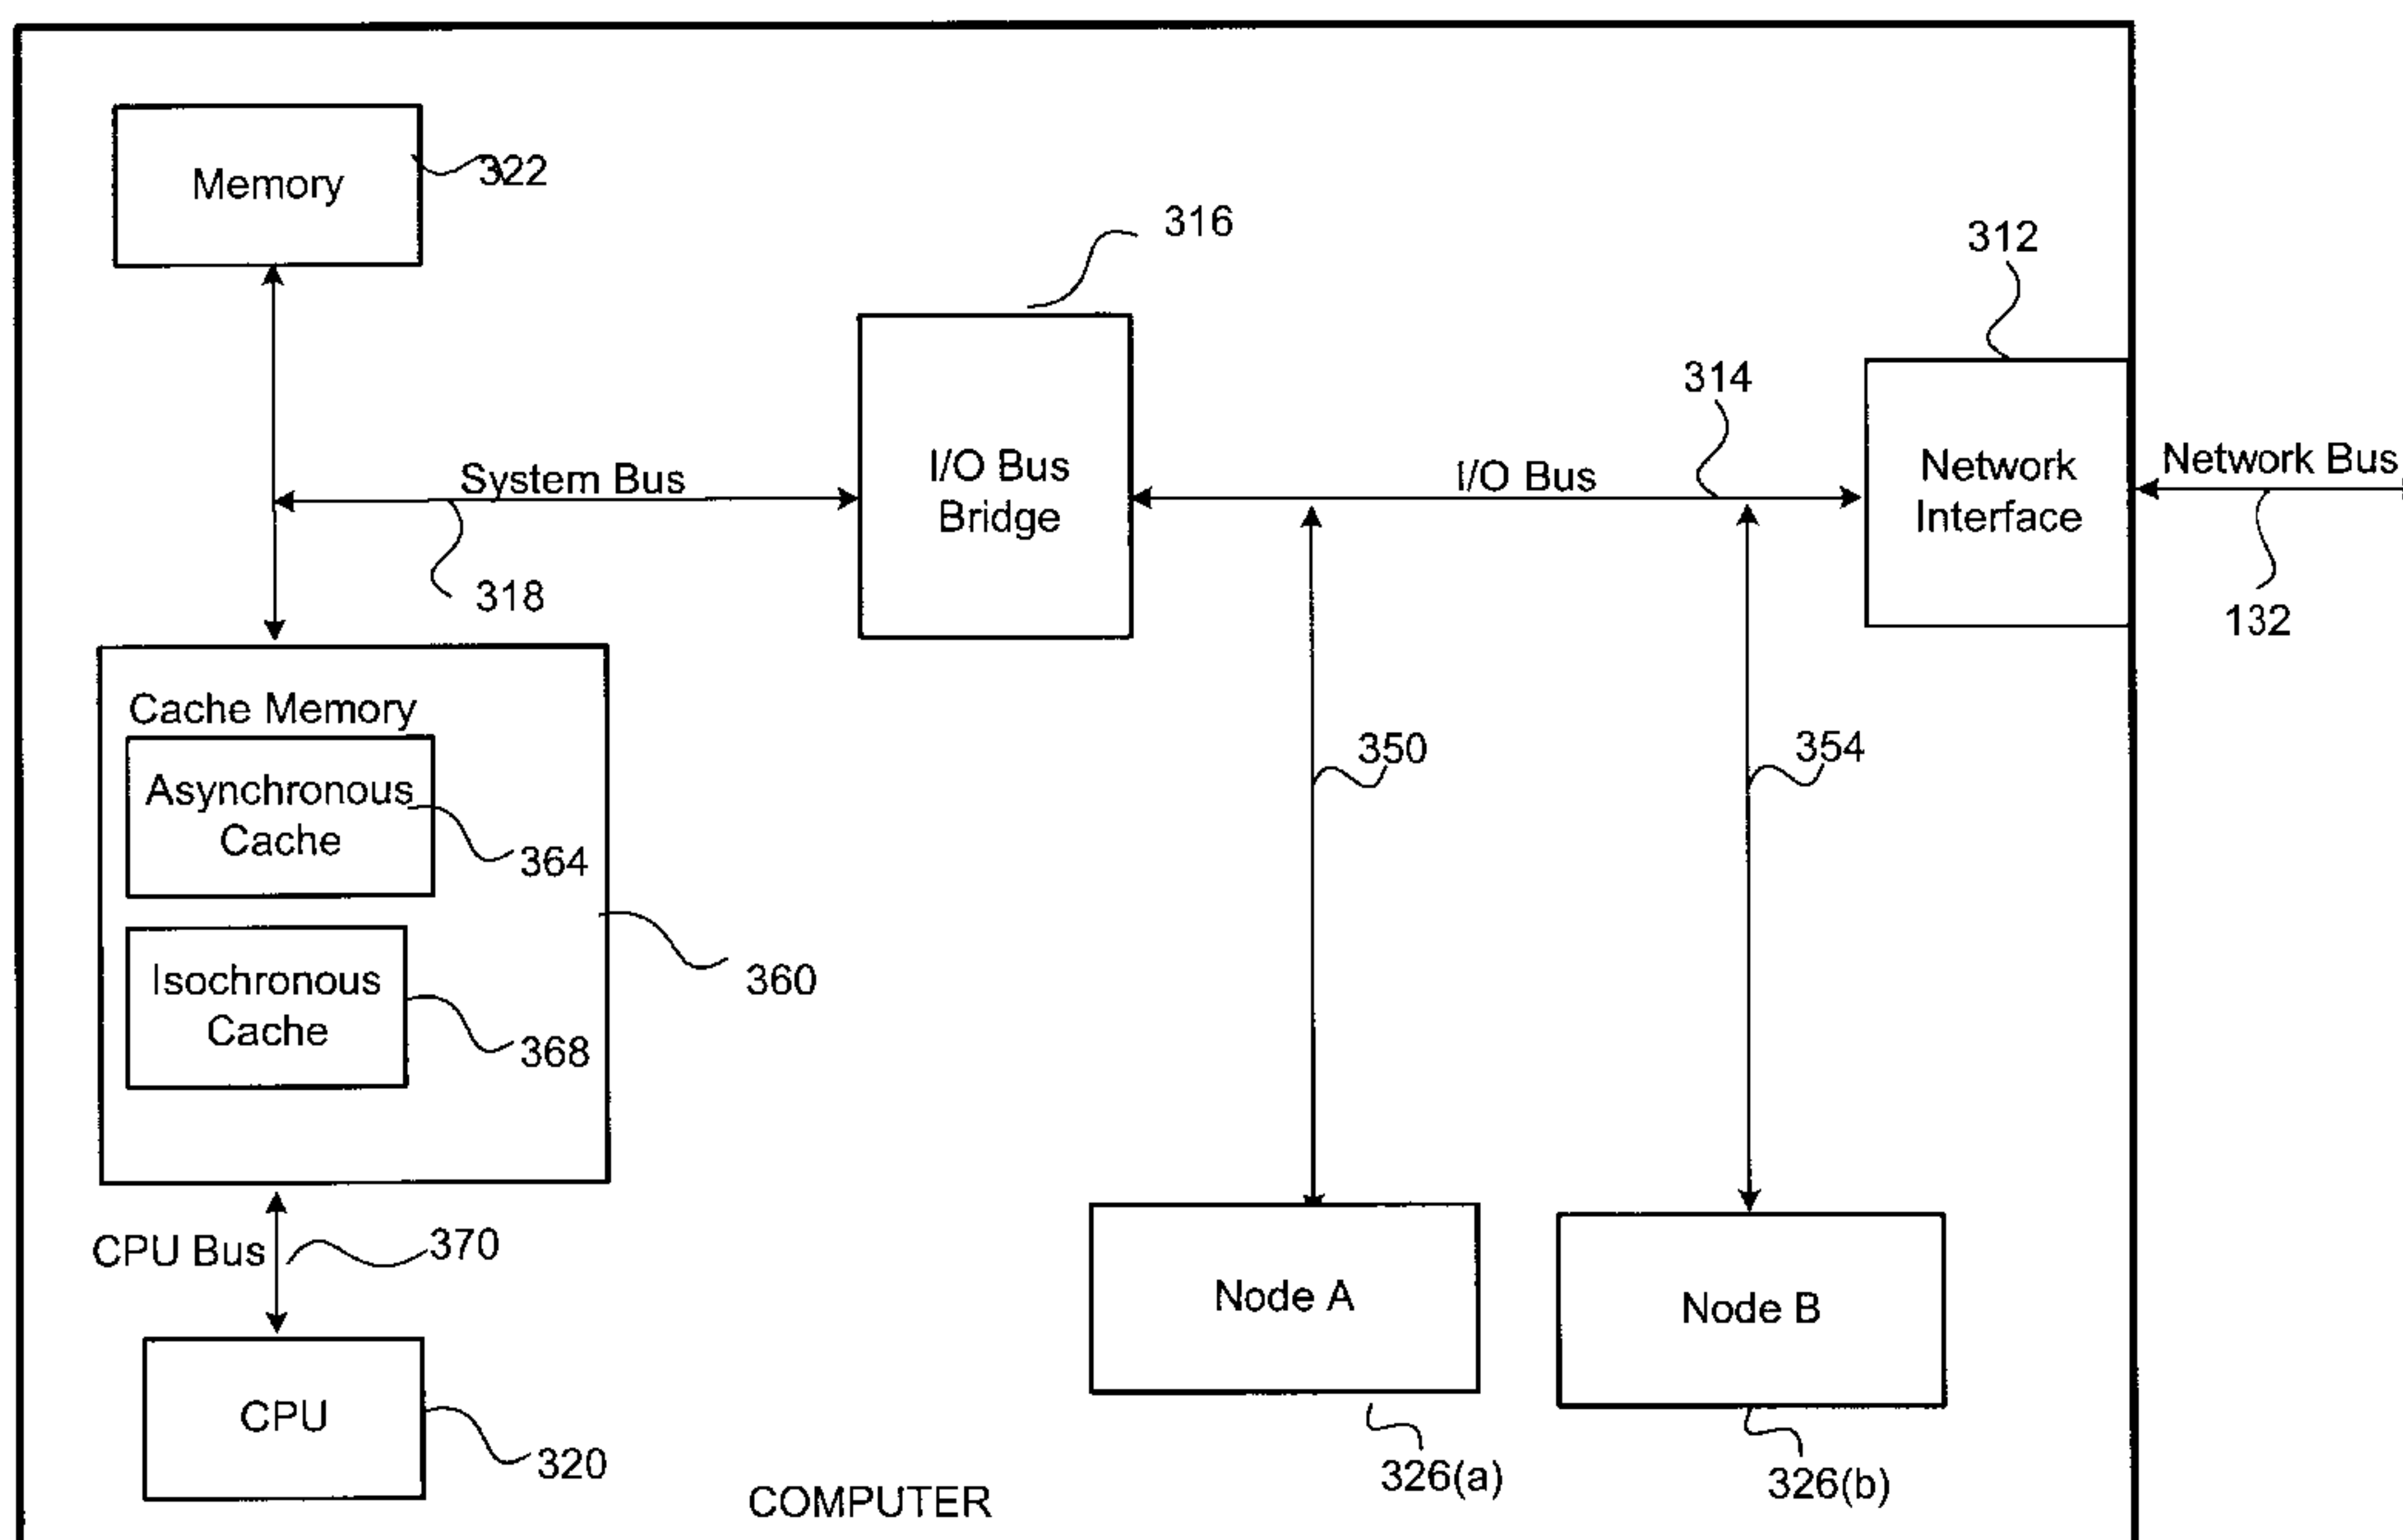 Memory
322
316
312
314
System Bus
I/O Bus
Bridge
I/O Bus
Network
Interface
Network Bus
318
132
Cache Memory
Asynchronous
Cache
364
350
354
Isochronous
Cache
368
360
CPU Bus
370
Node A
Node B
CPU
320
326(a)
326(b)
COMPUTER